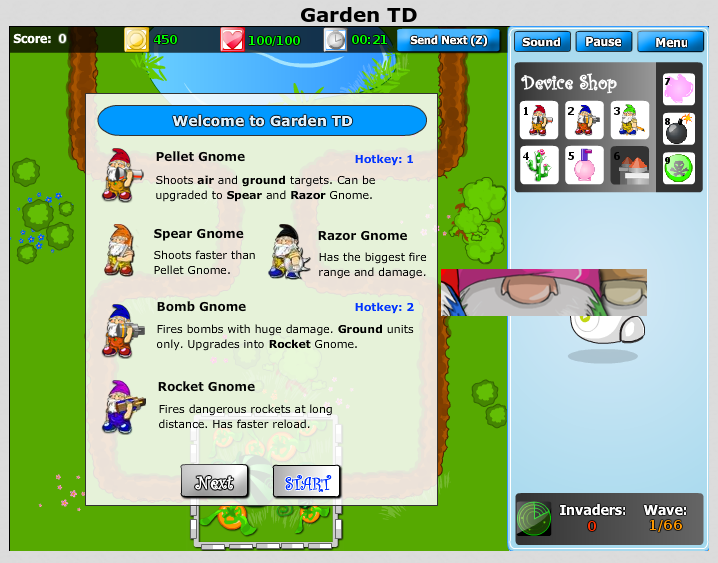 Garden TD
Score: 0
450
100/100
00:21
Send Next (Z)
Sound
Pause
Menu
Device Shop
7
1
2
3
8
4
5
6
9
Welcome to Garden TD
Pellet Gnome
Hotkey: 1
Shoots air and ground targets. Can be
upgraded to Spear and Razor Gnome.
Spear Gnome
Shoots faster than
Pellet Gnome.
Razor Gnome
Has the biggest fire
range and damage.
Bomb Gnome
Hotkey: 2
Fires bombs with huge damage. Ground units
only. Upgrades into Rocket Gnome.
Rocket Gnome
Fires dangerous rockets at long
distance. Has faster reload.
Next
START
Invaders:
0
Wave:
1/66